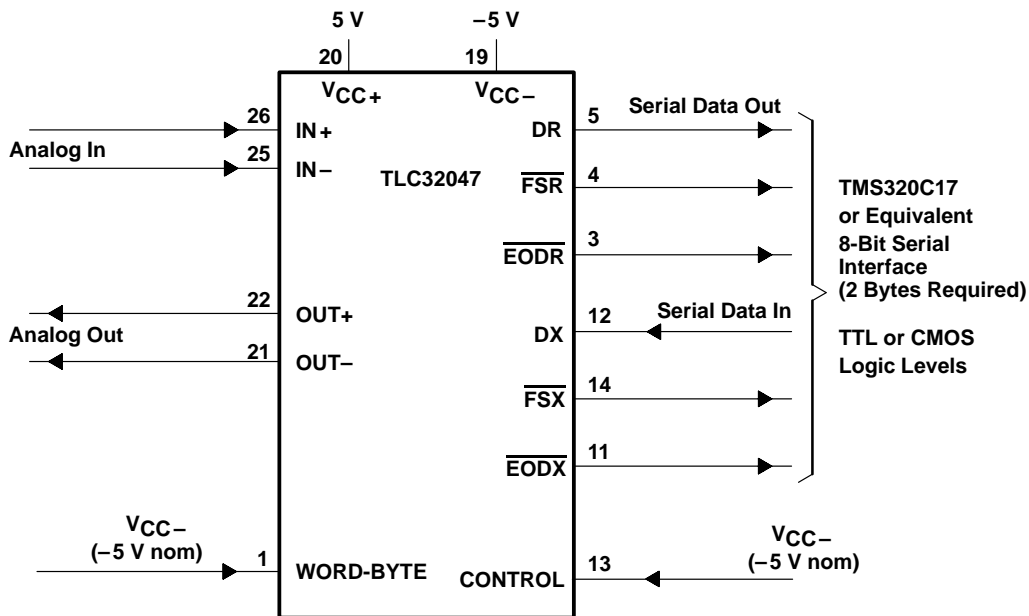 5 V
–5 V
20
19
VCC+
VCC–
26
IN+
Analog In
25
IN–
TLC32047
DR
5
Serial Data Out
FSR
4
EODR
3
TMS320C17
or Equivalent
8-Bit Serial
Interface
(2 Bytes Required)
TTL or CMOS
Logic Levels
22
OUT+
Analog Out
21
OUT–
DX
12
Serial Data In
FSX
14
EODX
11
VCC–
(–5 V nom)
1
WORD-BYTE
CONTROL
13
VCC–
(–5 V nom)